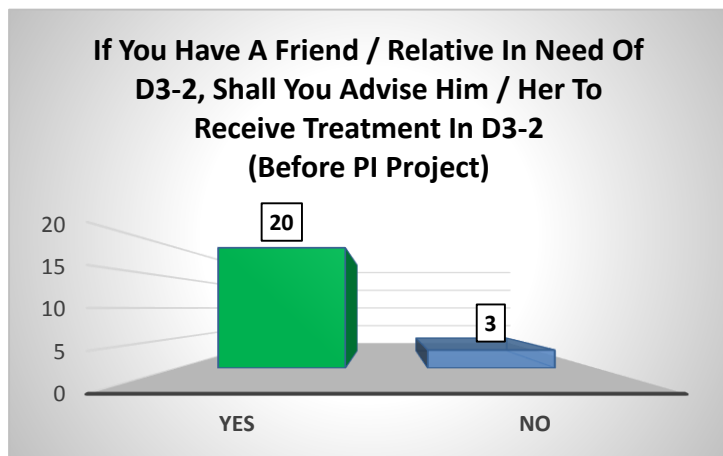 If You Have A Friend / Relative In Need Of
D3-2, Shall You Advise Him / Her To
Receive Treatment In D3-2
(Before PI Project)
20
15
10
5
0
20
3
YES
NO